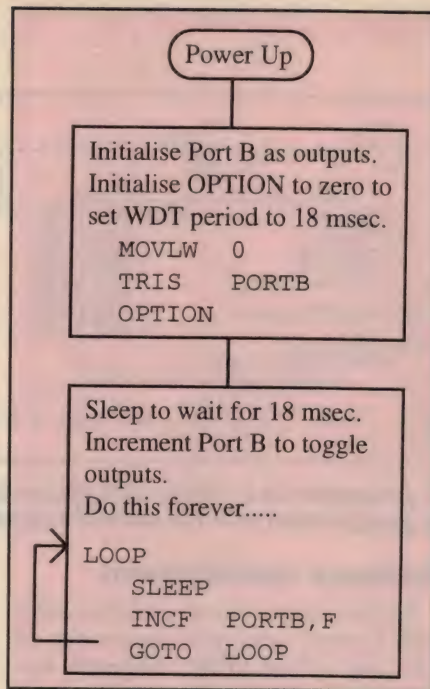 Power Up
Initialise Port B as outputs.
Initialise OPTION to zero to
set WDT period to 18 msec.
MOVLW 0
TRIS PORTB
OPTION
Sleep to wait for 18 msec.
Increment Port B to toggle
outputs.
Do this forever.....
LOOP
SLEEP
INCF PORTB,F
GOTO LOOP